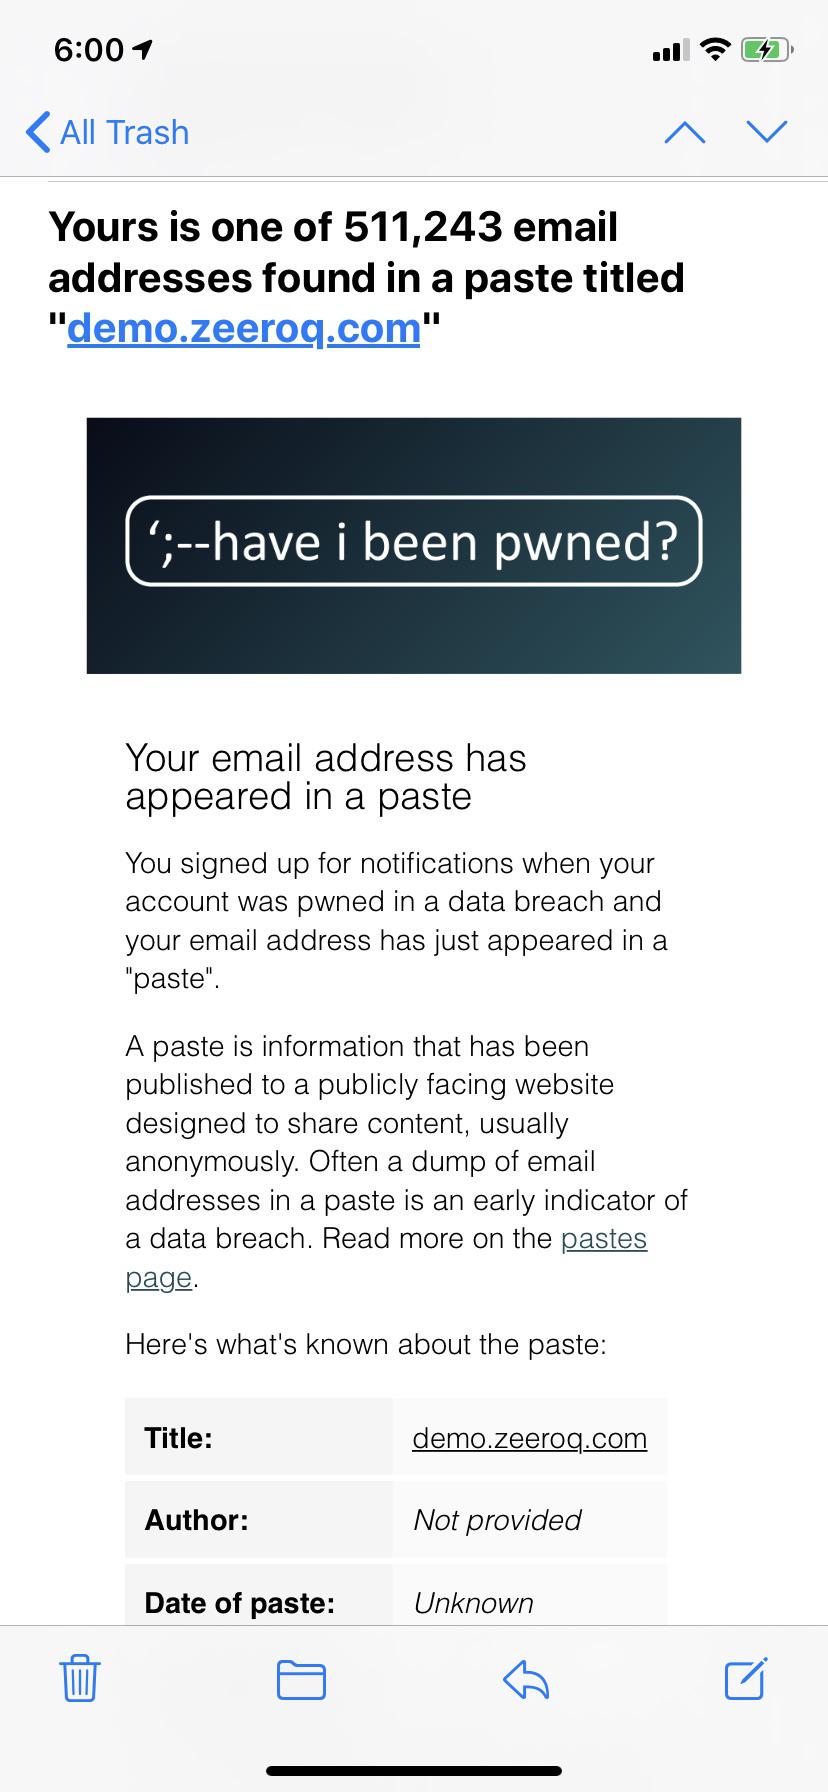 6:00
All Trash
Yours is one of 511,243 email
addresses found in a paste titled
"demo.zeeroq.com"
‘;--have i been pwned?
Your email address has
appeared in a paste
You signed up for notifications when your
account was pwned in a data breach and
your email address has just appeared in a
"paste".
A paste is information that has been
published to a publicly facing website
designed to share content, usually
anonymously. Often a dump of email
addresses in a paste is an early indicator of
a data breach. Read more on the pastes
page.
Here's what's known about the paste:
Title: demo.zeeroq.com
Author: Not provided
Date of paste: Unknown